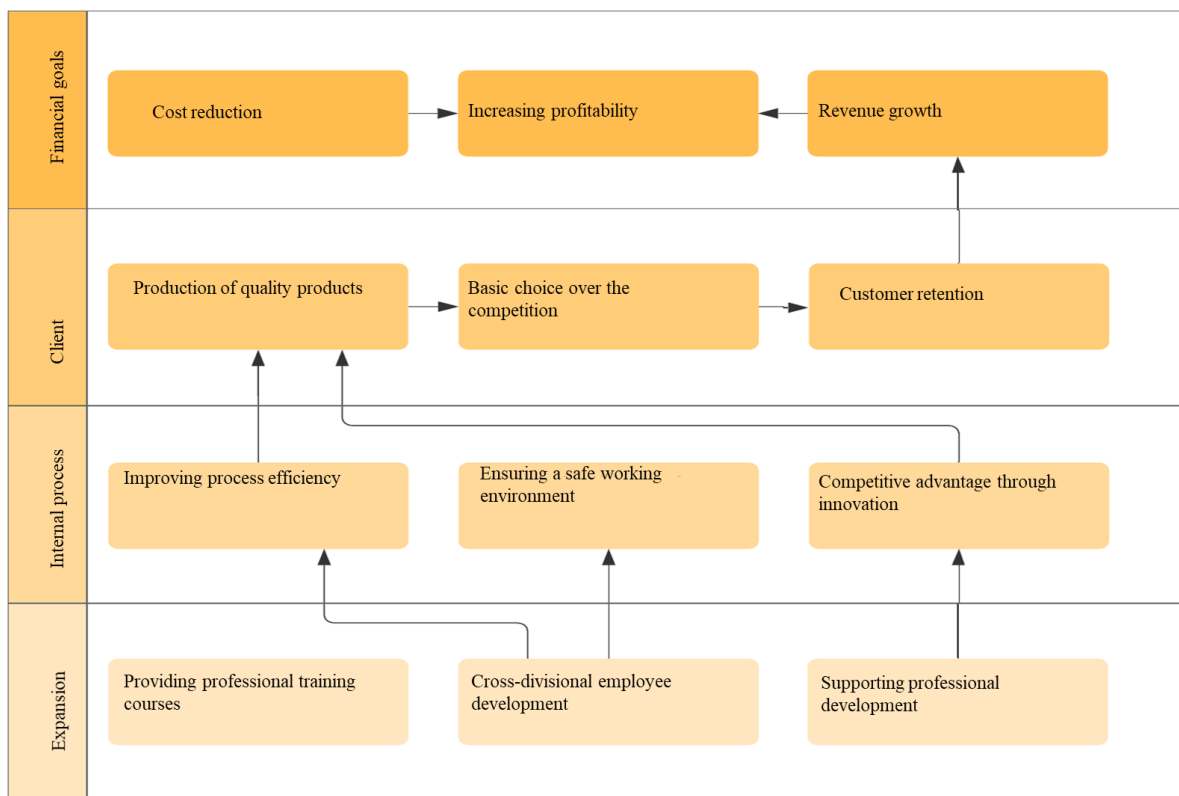 Financial goals
Cost reduction
Increasing profitability
Revenue growth
Client
Production of quality products
Basic choice over the
competition
Customer retention
Internal process
Improving process efficiency
Ensuring a safe working
environment
Competitive advantage through
innovation
Expansion
Providing professional training
courses
Cross-divisional employee
development
Supporting professional
development